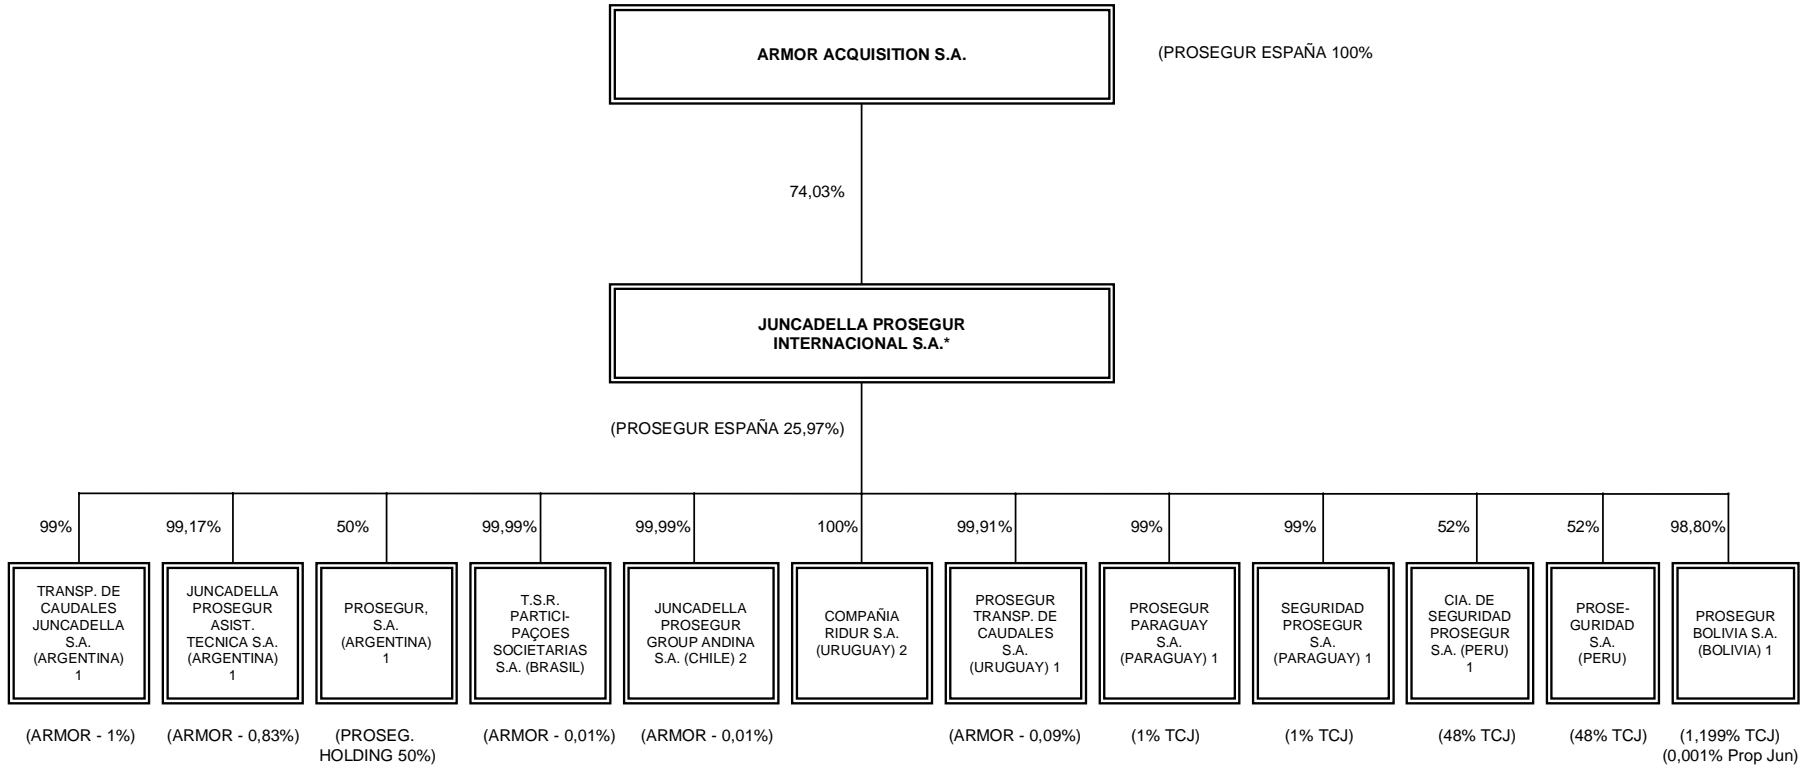 ARMOR ACQUISITION S.A.
(PROSEGUR ESPAÑA 100%
74,03%
JUNCADELLA PROSEGUR
INTERNACIONAL S.A.*
(PROSEGUR ESPAÑA 25,97%)
99%
99,17%
50%
99,99%
99,99%
100%
99,91%
99%
99%
52%
52%
98,80%
TRANSP. DE
CAUDALES
JUNCADELLA
S.A.
(ARGENTINA)
1
JUNCADELLA
PROSEGUR
ASIST.
TECNICA S.A.
(ARGENTINA)
1
PROSEGUR,
S.A.
(ARGENTINA)
1
T.S.R.
PARTICI-
PAÇOES
SOCIETARIAS
S.A. (BRASIL)
JUNCADELLA
PROSEGUR
GROUP ANDINA
S.A. (CHILE) 2
COMPAÑIA
RIDUR S.A.
(URUGUAY) 2
PROSEGUR
TRANSP. DE
CAUDALES
S.A.
(URUGUAY) 1
PROSEGUR
PARAGUAY
S.A.
(PARAGUAY) 1
SEGURIDAD
PROSEGUR
S.A.
(PARAGUAY) 1
CIA. DE
SEGURIDAD
PROSEGUR
S.A. (PERU)
1
PROSE-
GURIDAD
S.A.
(PERU)
PROSEGUR
BOLIVIA S.A.
(BOLIVIA) 1
(ARMOR - 1%)
(ARMOR - 0,83%)
(PROSEG.
HOLDING 50%)
(ARMOR - 0,01%)
(ARMOR - 0,01%)
(ARMOR - 0,09%)
(1% TCJ)
(1% TCJ)
(48% TCJ)
(48% TCJ)
(1,199% TCJ)
(0,001% Prop Jun)